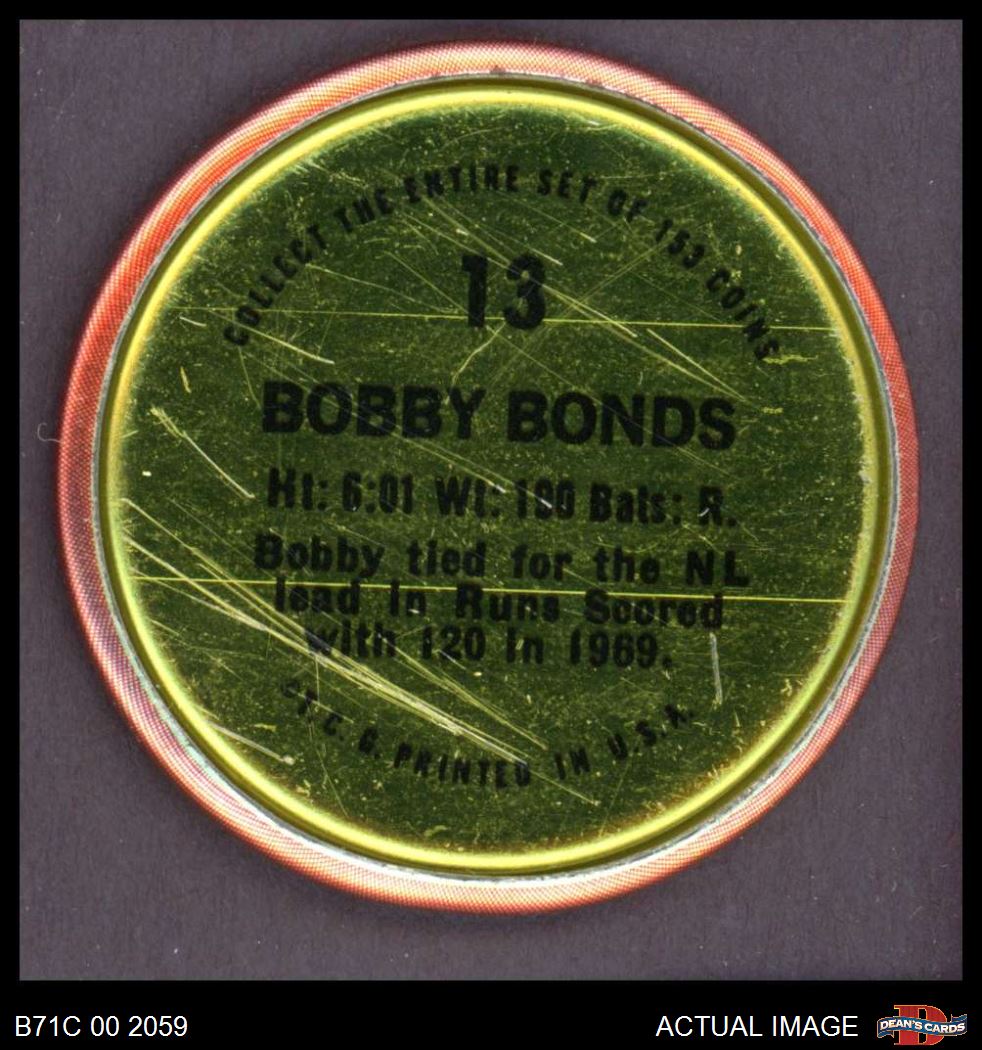 COLLECT THE ENTIRE SET OF 153 COINS
13
BOBBY BONDS
Ht: 6:01 Wt: 190 Bats: R.
Bobby tied for the NL
lead in Runs Scored
with 120 in 1969.
©T. C. G. PRINTED IN U.S.A.
B71C 00 2059
ACTUAL IMAGE
D
DEAN'S CARDS